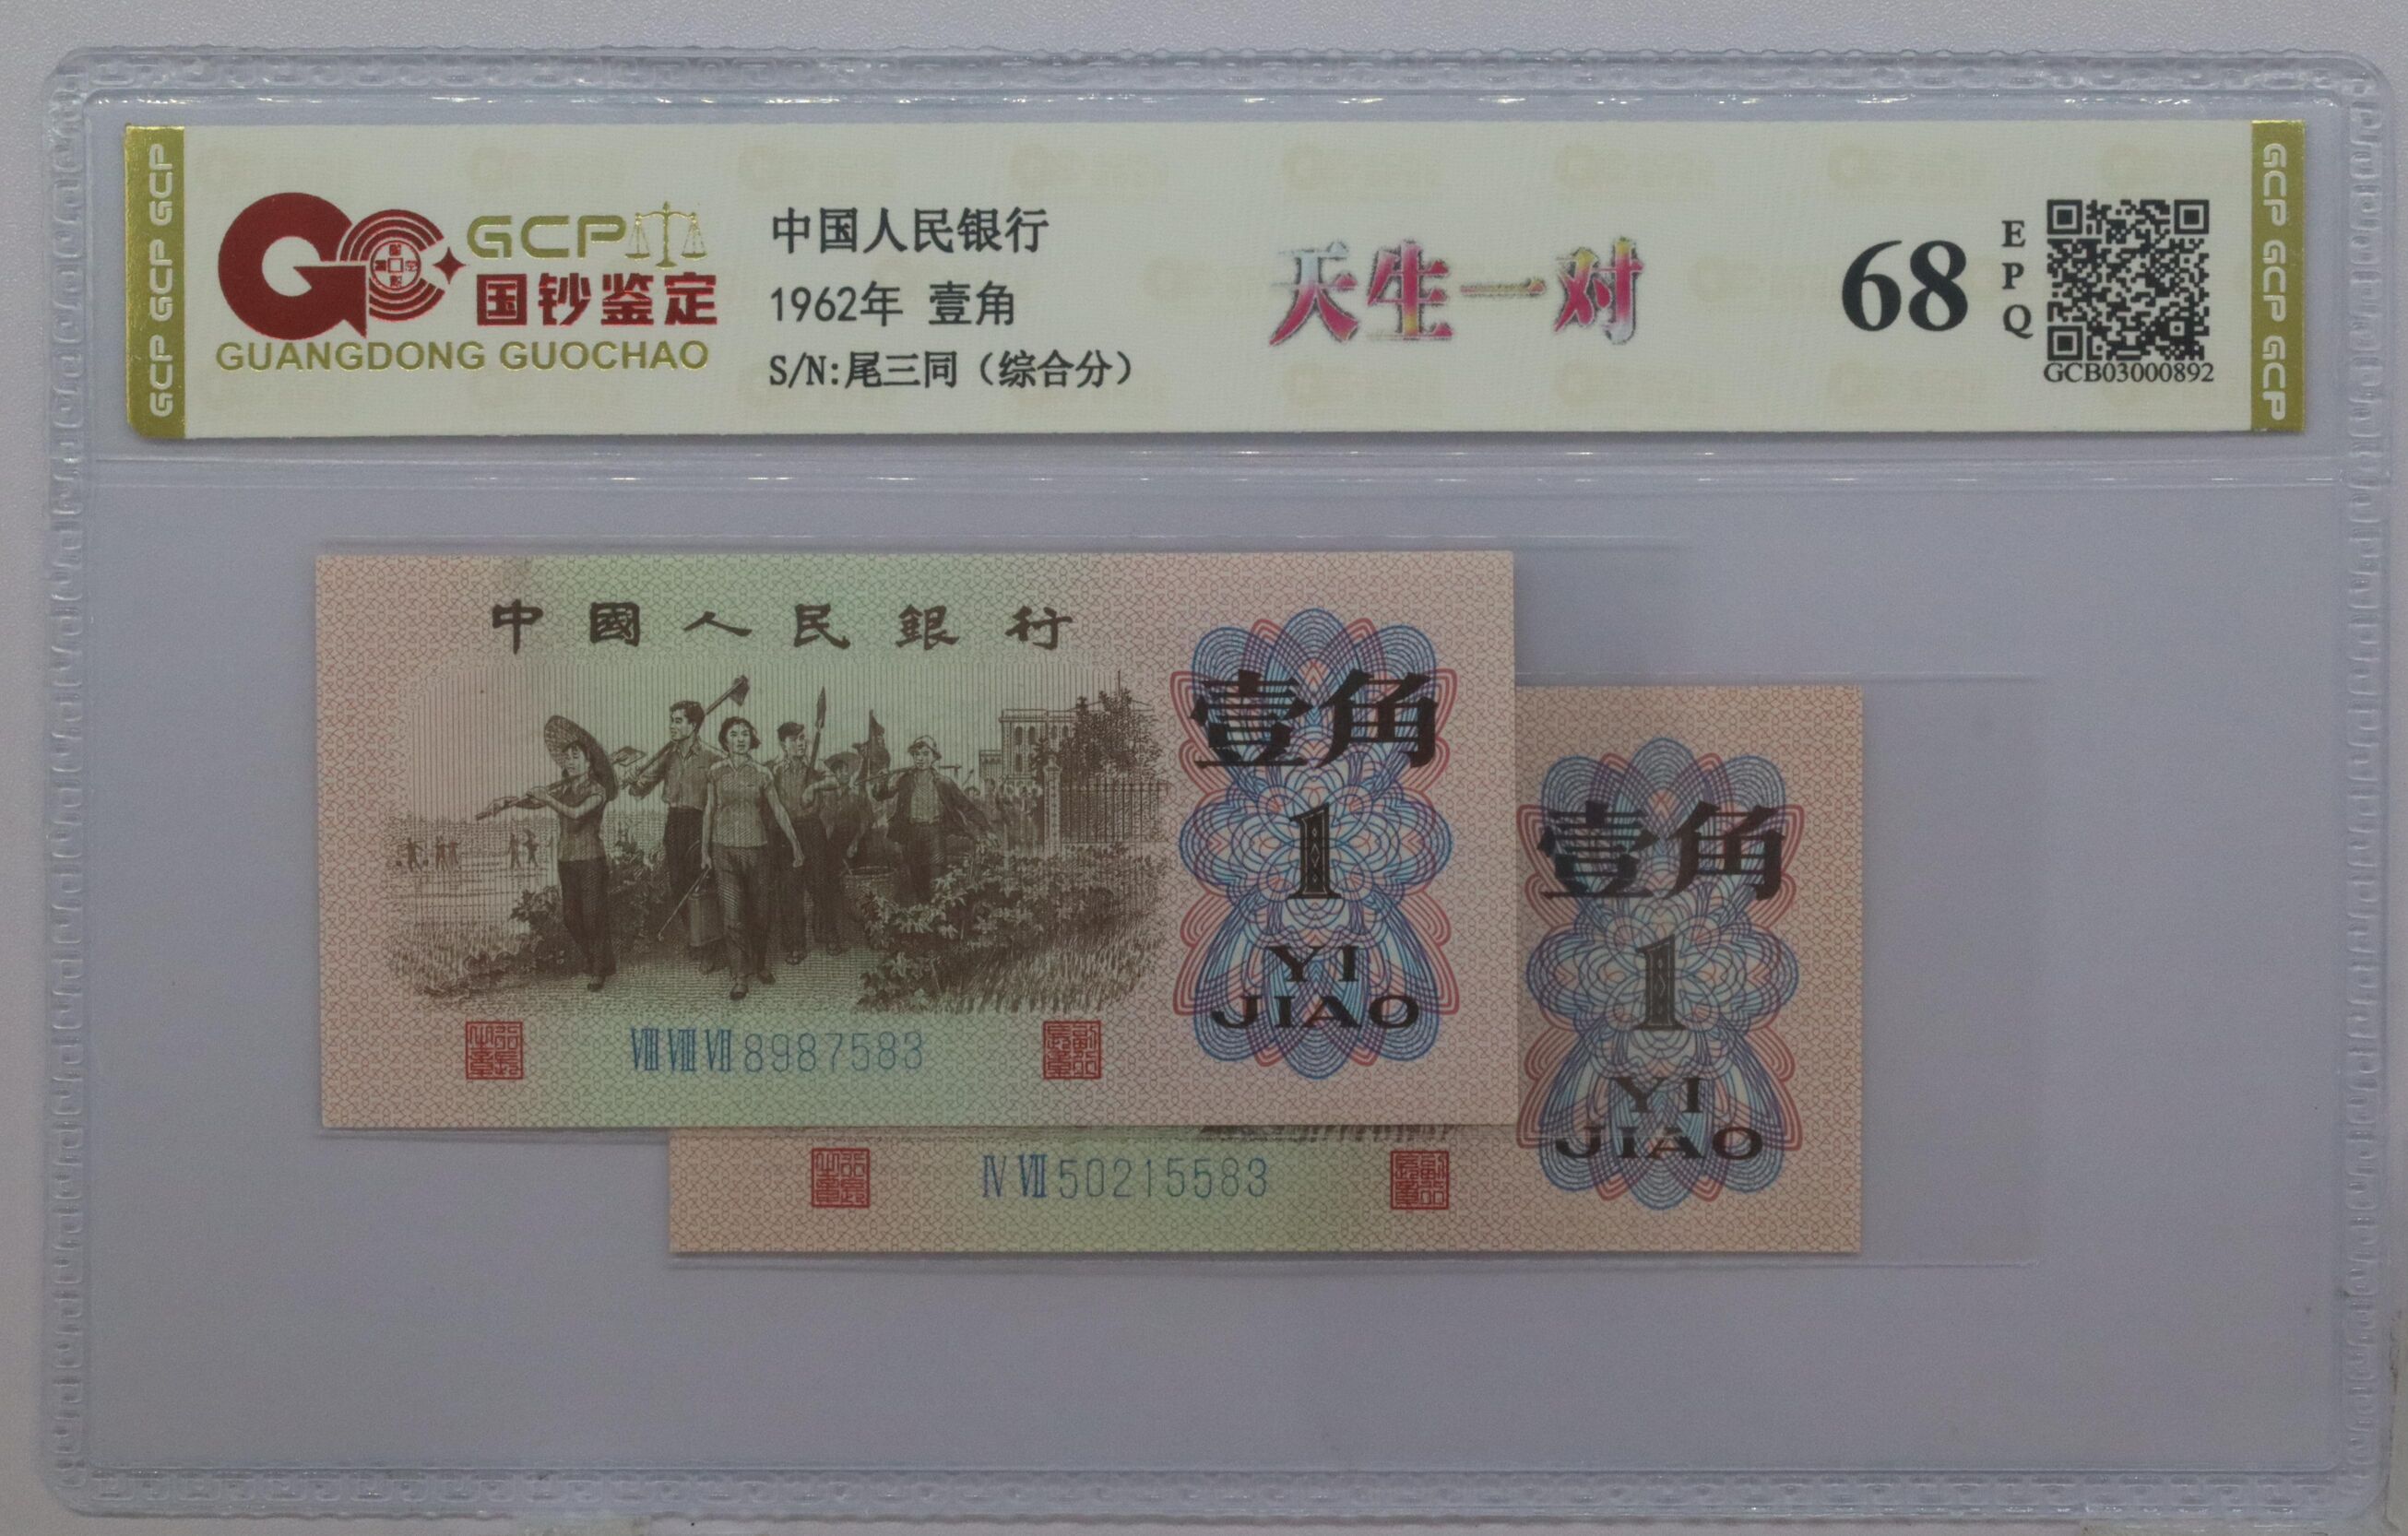 GCP GCP GCP
GCP
国钞鉴定
GUANGDONG GUOCHAO
中国人民银行
1962年 壹角
S/N:尾三同（综合分）
天生一对
68
EPQ
GCB03000892
GCP GCP GCP
中國人民銀行
壹角
1
YI
JIAO
ⅧⅧⅦ8987583
壹角
1
YI
JIAO
ⅣⅦ50215583